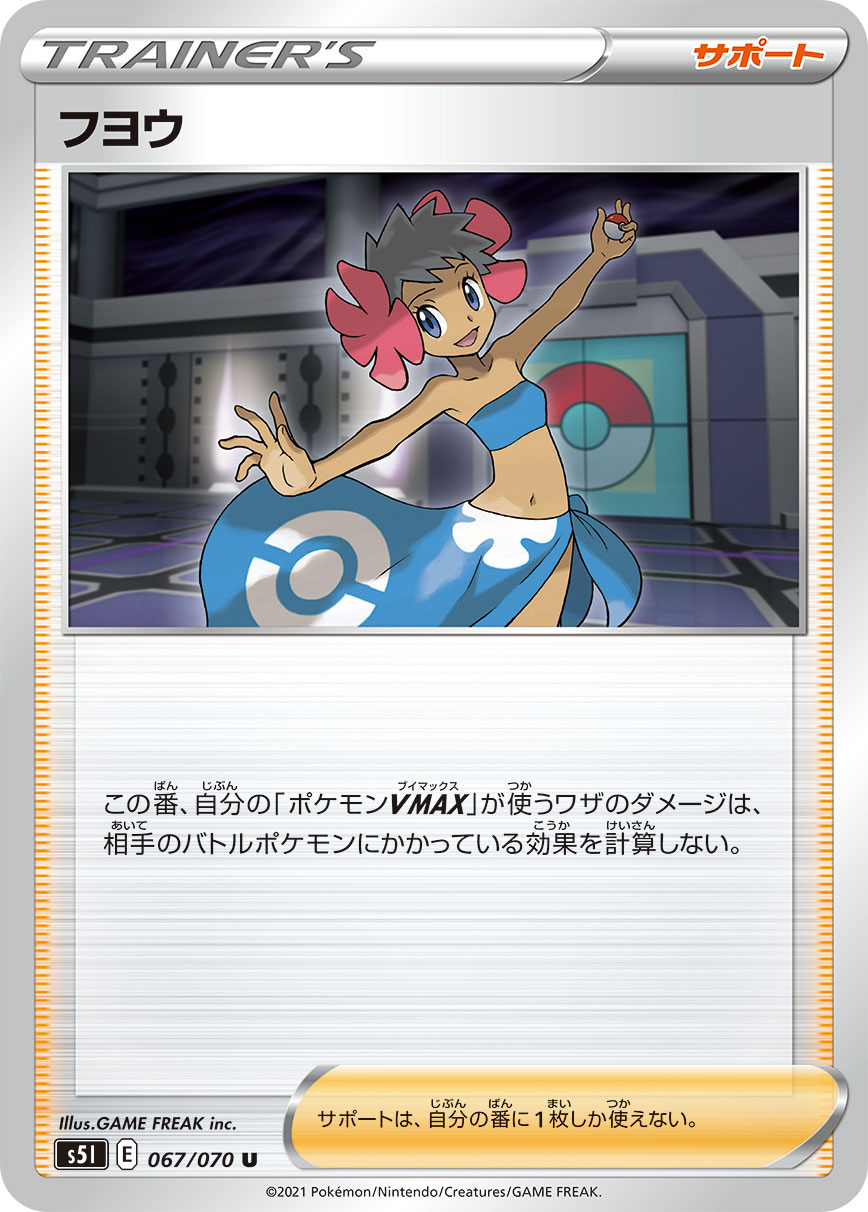 TRAINER'S サポート
フヨウ
この番、自分の「ポケモンVMAX」が使うワザのダメージは、
相手のバトルポケモンにかかっている効果を計算しない。
サポートは、自分の番に1枚しか使えない。
Illus.GAME FREAK inc.
s5I E 067/070 U
©2021 Pokémon/Nintendo/Creatures/GAME FREAK.